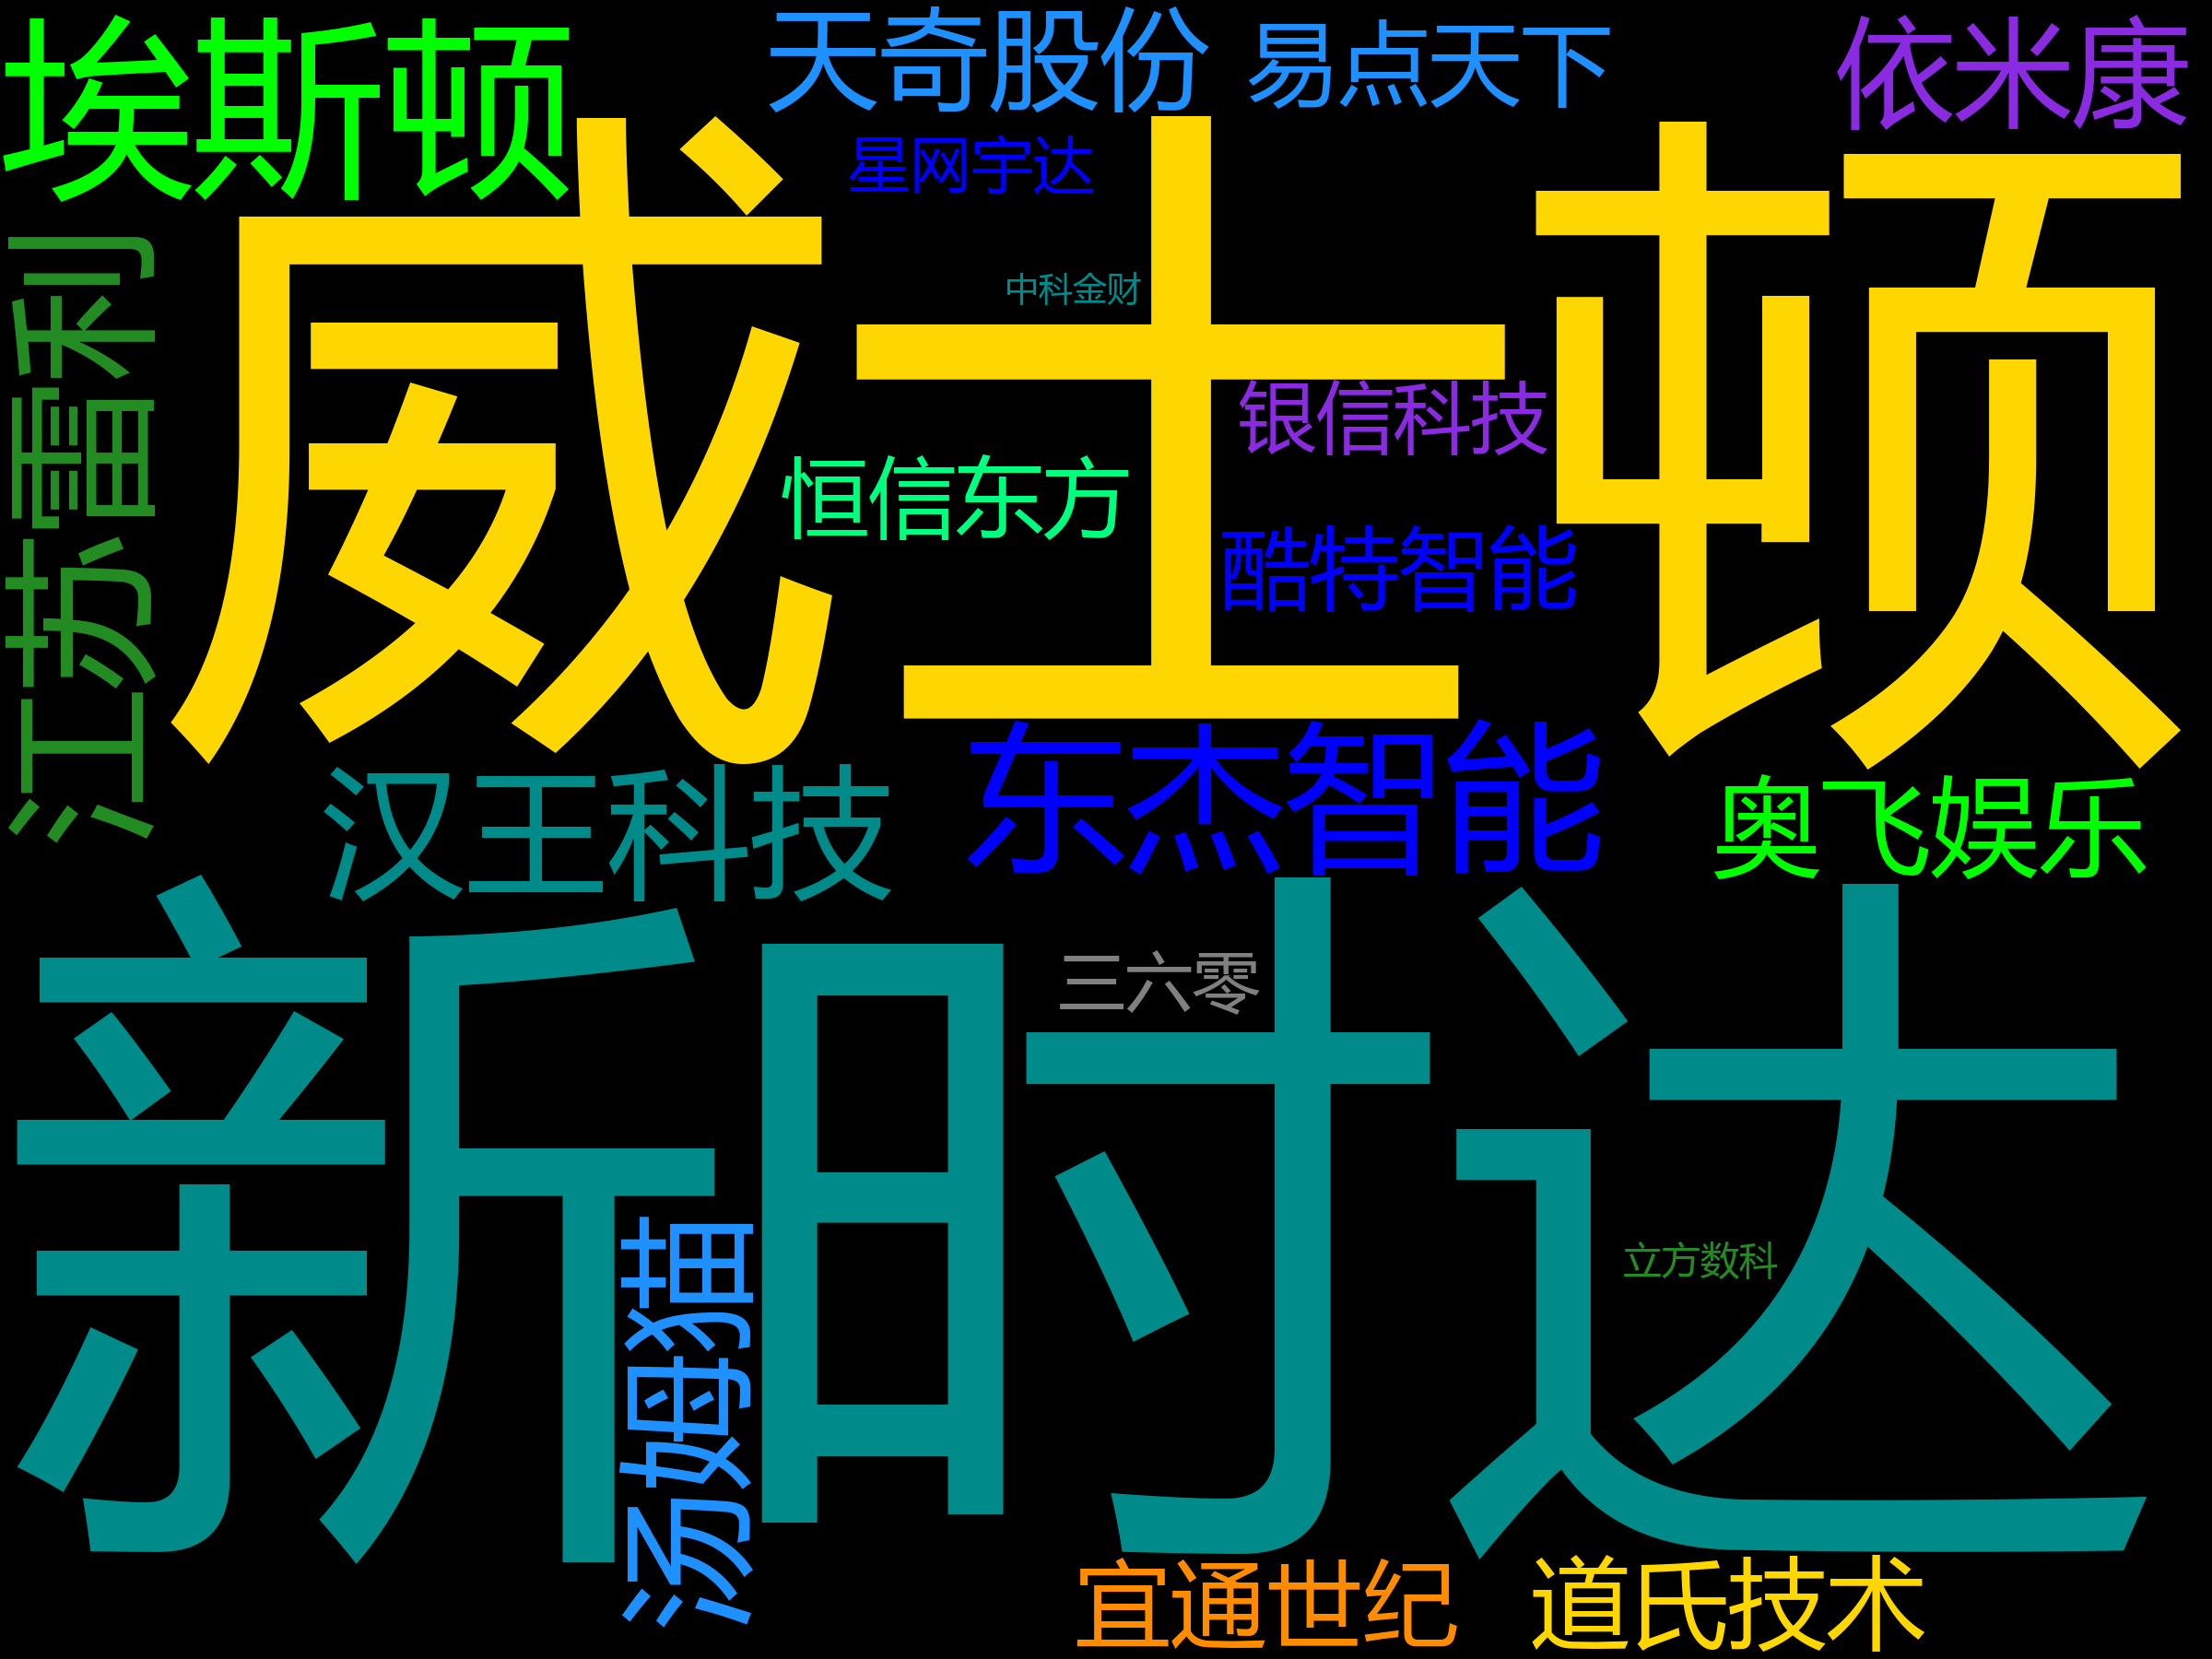 埃斯顿
天奇股份
易点天下
依米康
星网宇达
威士顿
中科金财
江苏雷利
银信科技
恒信东方
酷特智能
东杰智能
汉王科技
奥飞娱乐
新时达
三六零
汤姆猫
立方数科
直通世纪
道氏技术